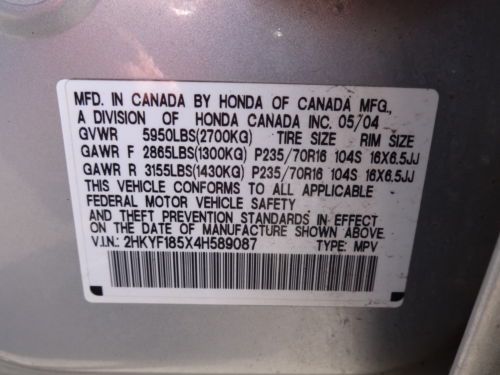 MFD. IN CANADA BY HONDA OF CANADA MFG.,
A DIVISION OF HONDA CANADA INC. 05/04
GVWR 5950LBS(2700KG) TIRE SIZE RIM SIZE
GAWR F 2865LBS(1300KG) P235/70R16 104S 16X6.5JJ
GAWR R 3155LBS(1430KG) P235/70R16 104S 16X6.5JJ
THIS VEHICLE CONFORMS TO ALL APPLICABLE
FEDERAL MOTOR VEHICLE SAFETY
AND THEFT PREVENTION STANDARDS IN EFFECT
ON THE DATE OF MANUFACTURE SHOWN ABOVE.
V.I.N.: 2HKYF185X4H589087 TYPE: MPV